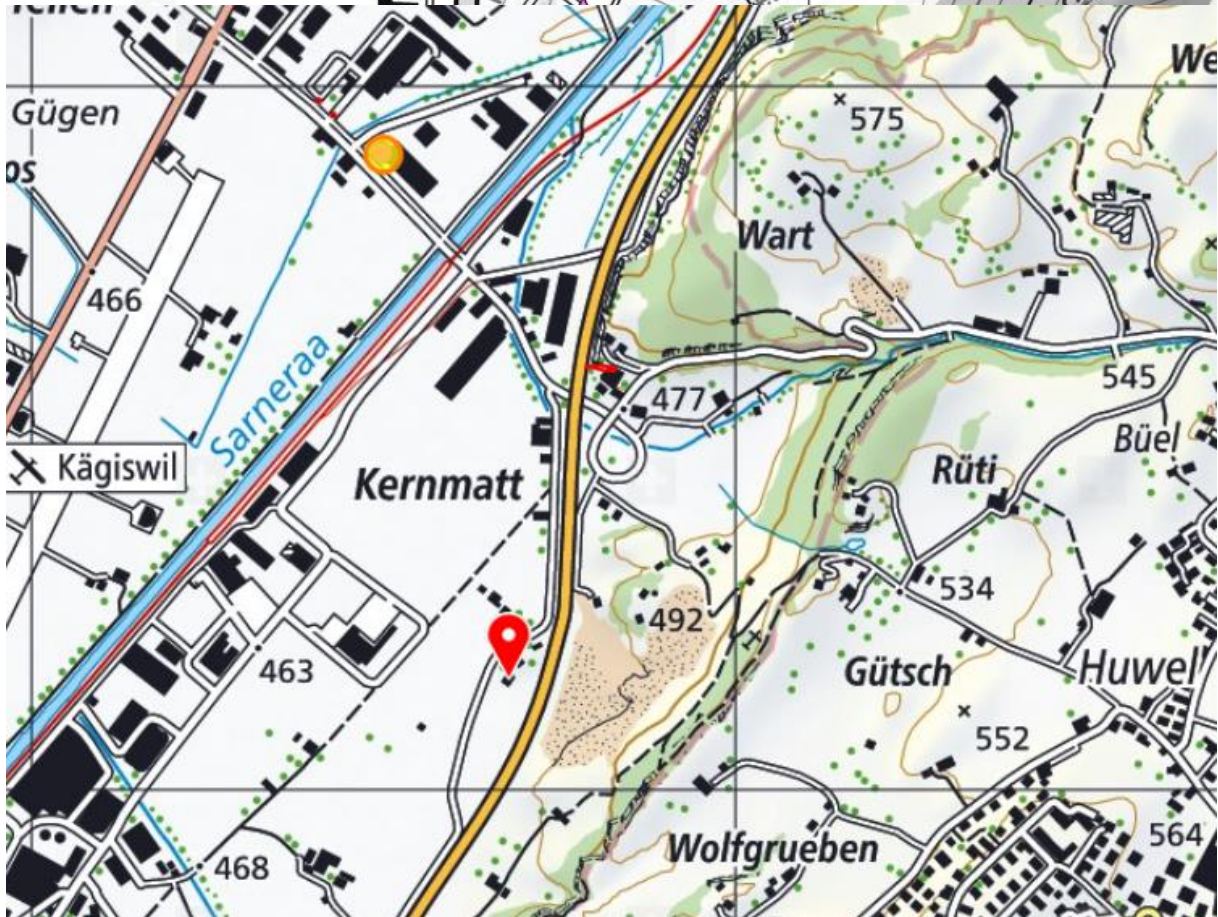 Gügen
We
575
os
Wart
466
Sarneraa
477
545
Büel
Kägiswil
Kernmatt
Rüti
534
492
463
Gütsch
Huwel
552
564
Wolfgrueben
468